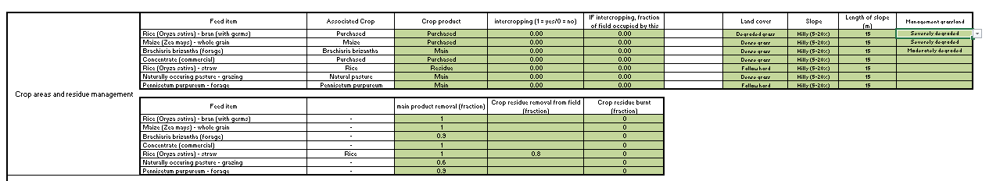 Feed item Associated Crop Crop product intercropping (1 = yes/0 = no) IF intercropping, fraction of field occupied by this Land cover Slope Length of slope (m) Management grassland
Rice (Oryza sativa) - bran (with germs) Purchased Purchased 0.00 0.00 Degraded grass Hilly (5-20%) 15 Severely degraded
Maize (Zea mays) - whole grain Maize Purchased 0.00 0.00 Dense grass Hilly (5-20%) 15 Severely degraded
Brachiaria brizantha (forage) Brachiaria brizantha Main 0.00 0.00 Dense grass Hilly (5-20%) 15 Moderately degraded
Concentrate (commercial) Purchased Purchased 0.00 0.00 Dense grass Hilly (5-20%) 15
Rice (Oryza sativa) - straw Rice Residue 0.00 0.00 Fallow hard Hilly (5-20%) 15
Naturally occuring pasture - grazing Natural pasture Main 0.00 0.00 Dense grass Hilly (5-20%) 15
Pennisetum purpureum - forage Pennisetum purpureum Main 0.00 0.00 Fallow hard Hilly (5-20%) 15
Crop areas and residue management
Feed item main product removal (fraction) Crop residue removal from field (fraction) Crop residue burnt (fraction)
Rice (Oryza sativa) - bran (with germs) - 1 0
Maize (Zea mays) - whole grain - 1 0
Brachiaria brizantha (forage) - 0.9 0
Concentrate (commercial) - 1 0
Rice (Oryza sativa) - straw Rice 1 0.8 0
Naturally occuring pasture - grazing - 0.6 0
Pennisetum purpureum - forage - 0.9 0